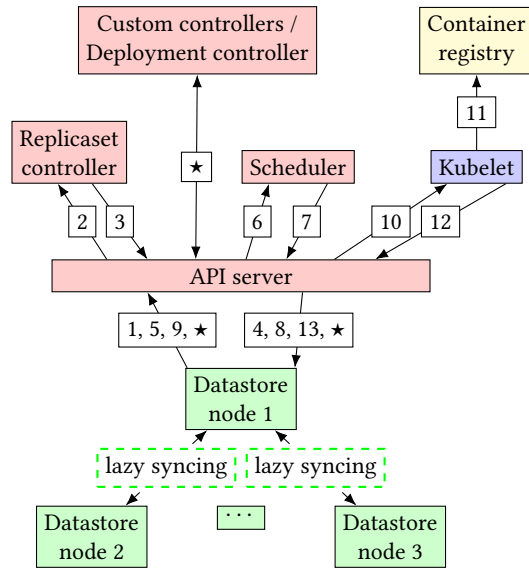 Custom controllers /
Deployment controller
Container
registry
11
Replicaset
controller
★
Scheduler
Kubelet
2
3
6
7
10
12
API server
1, 5, 9, ★
4, 8, 13, ★
Datastore
node 1
lazy syncing
lazy syncing
Datastore
node 2
···
Datastore
node 3